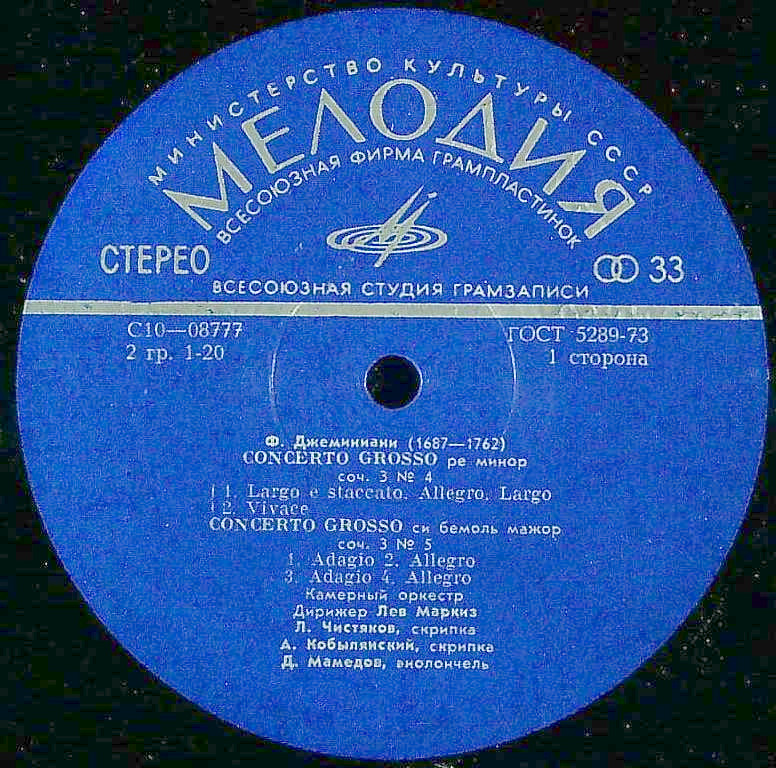 МИНИСТЕРСТВО КУЛЬТУРЫ СССР
МЕЛОДИЯ
ВСЕСОЮЗНАЯ ФИРМА ГРАМПЛАСТИНОК
СТЕРЕО
33
ВСЕСОЮЗНАЯ СТУДИЯ ГРАМЗАПИСИ
С10—08777
ГОСТ 5289-73
2 гр. 1-20
1 сторона
Ф. Джеминиани (1687—1762)
CONCERTO GROSSO ре минор
соч. 3 № 4
1. Largo e staccato. Allegro. Largo
2. Vivace
CONCERTO GROSSO си бемоль мажор
соч. 3 № 5
1. Adagio 2. Allegro
3. Adagio 4. Allegro
Камерный оркестр
Дирижер Лев Маркиз
Л. Чистяков, скрипка
А. Кобылянский, скрипка
Д. Мамедов, виолончель